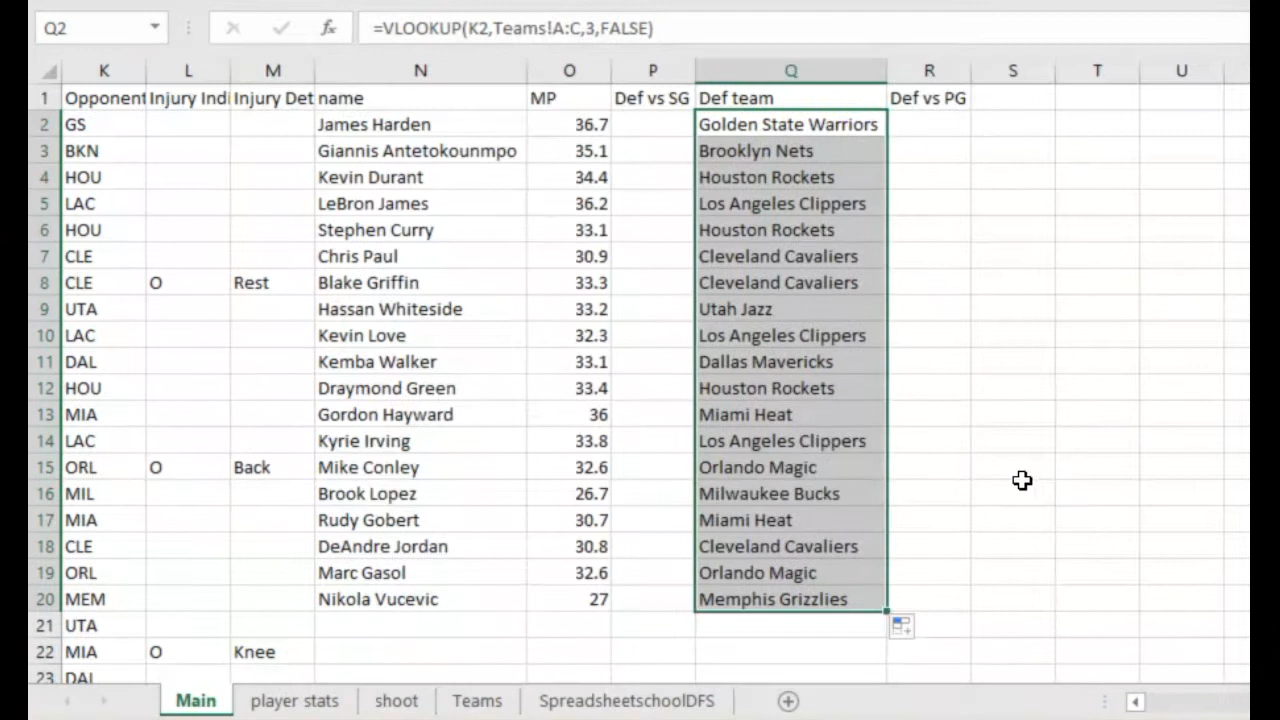 Q2 fx =VLOOKUP(K2,Teams!A:C,3,FALSE)
K L M N O P Q R S T U
1 Opponent Injury Indi Injury Det name MP Def vs SG Def team Def vs PG
2 GS James Harden 36.7 Golden State Warriors
3 BKN Giannis Antetokounmpo 35.1 Brooklyn Nets
4 HOU Kevin Durant 34.4 Houston Rockets
5 LAC LeBron James 36.2 Los Angeles Clippers
6 HOU Stephen Curry 33.1 Houston Rockets
7 CLE Chris Paul 30.9 Cleveland Cavaliers
8 CLE O Rest Blake Griffin 33.3 Cleveland Cavaliers
9 UTA Hassan Whiteside 33.2 Utah Jazz
10 LAC Kevin Love 32.3 Los Angeles Clippers
11 DAL Kemba Walker 33.1 Dallas Mavericks
12 HOU Draymond Green 33.4 Houston Rockets
13 MIA Gordon Hayward 36 Miami Heat
14 LAC Kyrie Irving 33.8 Los Angeles Clippers
15 ORL O Back Mike Conley 32.6 Orlando Magic
16 MIL Brook Lopez 26.7 Milwaukee Bucks
17 MIA Rudy Gobert 30.7 Miami Heat
18 CLE DeAndre Jordan 30.8 Cleveland Cavaliers
19 ORL Marc Gasol 32.6 Orlando Magic
20 MEM Nikola Vucevic 27 Memphis Grizzlies
21 UTA
22 MIA O Knee
23 DAL
Main player stats shoot Teams SpreadsheetschoolDFS